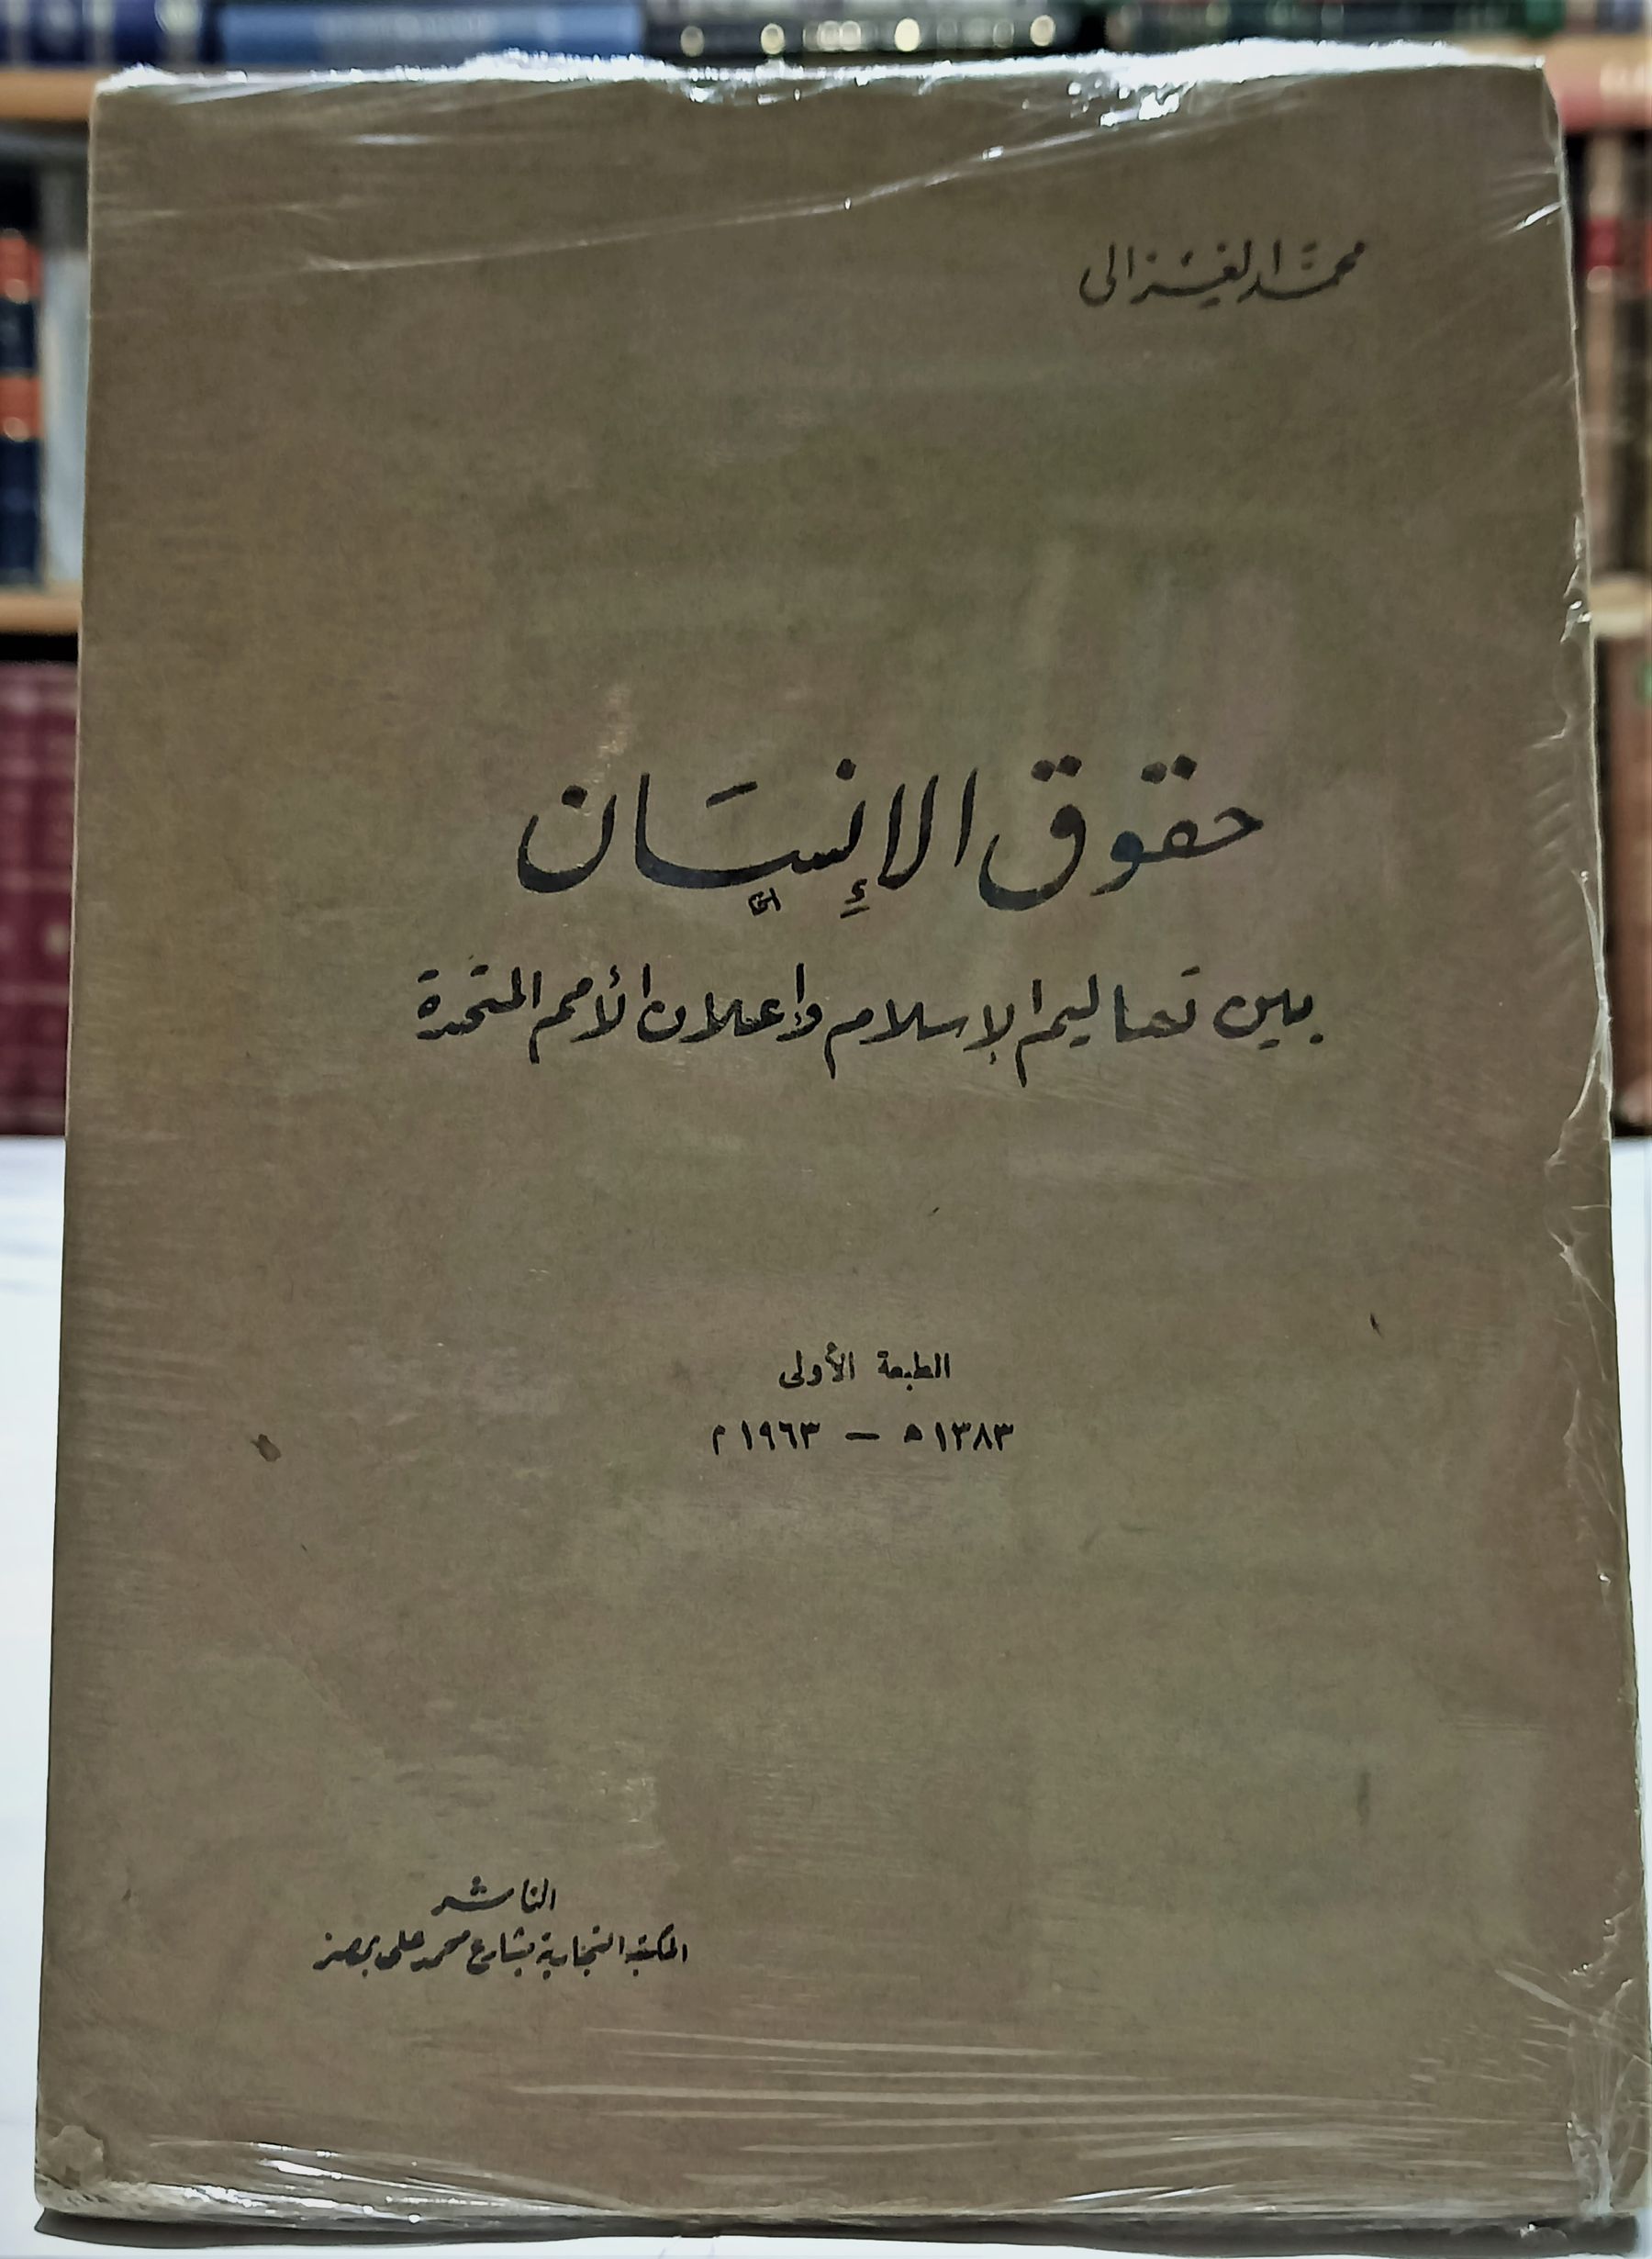 محمد الغزالى
حقوق الإنسان
بين تعاليم الإسلام وإعلان الأمم المتحدة
الطبعة الأولى
١٣٨٣ ه — ١٩٦٣ م
الناشر
المكتبة التجارية بشارع محمد على بمصر